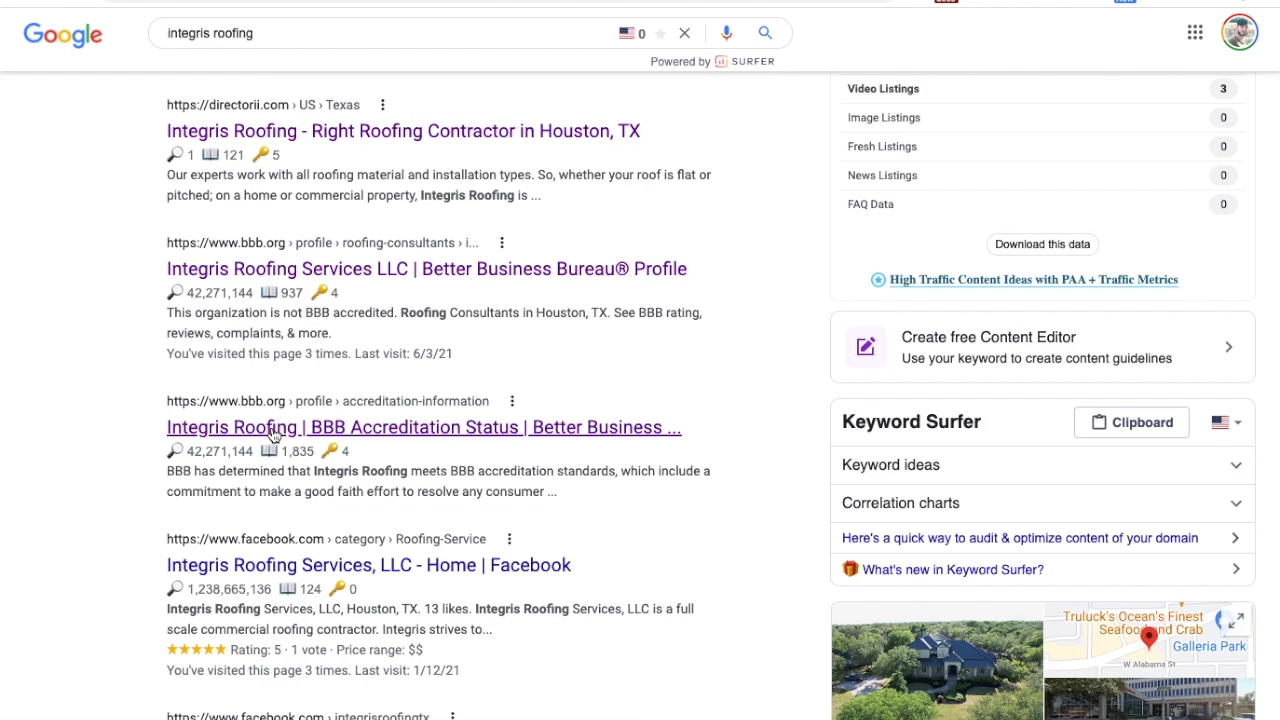 Google
integris roofing
0
Powered by SURFER
https://directorii.com › US › Texas
Integris Roofing - Right Roofing Contractor in Houston, TX
1 121 5
Our experts work with all roofing material and installation types. So, whether your roof is flat or
pitched; on a home or commercial property, Integris Roofing is ...
https://www.bbb.org › profile › roofing-consultants › i...
Integris Roofing Services LLC | Better Business Bureau® Profile
42,271,144 937 4
This organization is not BBB accredited. Roofing Consultants in Houston, TX. See BBB rating,
reviews, complaints, & more.
You've visited this page 3 times. Last visit: 6/3/21
https://www.bbb.org › profile › accreditation-information
Integris Roofing | BBB Accreditation Status | Better Business ...
42,271,144 1,835 4
BBB has determined that Integris Roofing meets BBB accreditation standards, which include a
commitment to make a good faith effort to resolve any consumer ...
https://www.facebook.com › category › Roofing-Service
Integris Roofing Services, LLC - Home | Facebook
1,238,665,136 124 0
Integris Roofing Services, LLC, Houston, TX. 13 likes. Integris Roofing Services, LLC is a full
scale commercial roofing contractor. Integris strives to...
Rating: 5 · 1 vote · Price range: $$
You've visited this page 3 times. Last visit: 1/12/21
https://www.facebook.com › integrisroofingtx
Video Listings 3
Image Listings 0
Fresh Listings 0
News Listings 0
FAQ Data 0
Download this data
High Traffic Content Ideas with PAA + Traffic Metrics
Create free Content Editor
Use your keyword to create content guidelines
Keyword Surfer
Clipboard
Keyword ideas
Correlation charts
Here's a quick way to audit & optimize content of your domain
What's new in Keyword Surfer?
Truluck's Ocean's Finest
Seafood and Crab
Galleria Park
W Alabama St